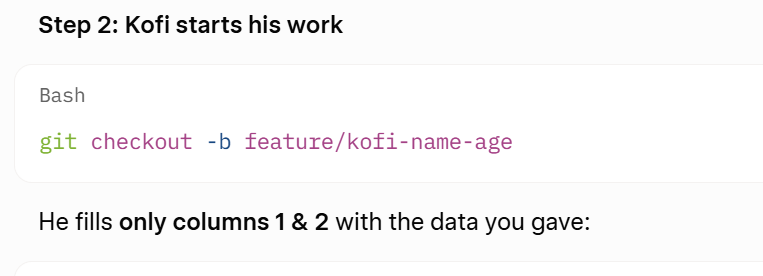 Step 2: Kofi starts his work
Bash
git checkout -b feature/kofi-name-age
He fills only columns 1 & 2 with the data you gave: